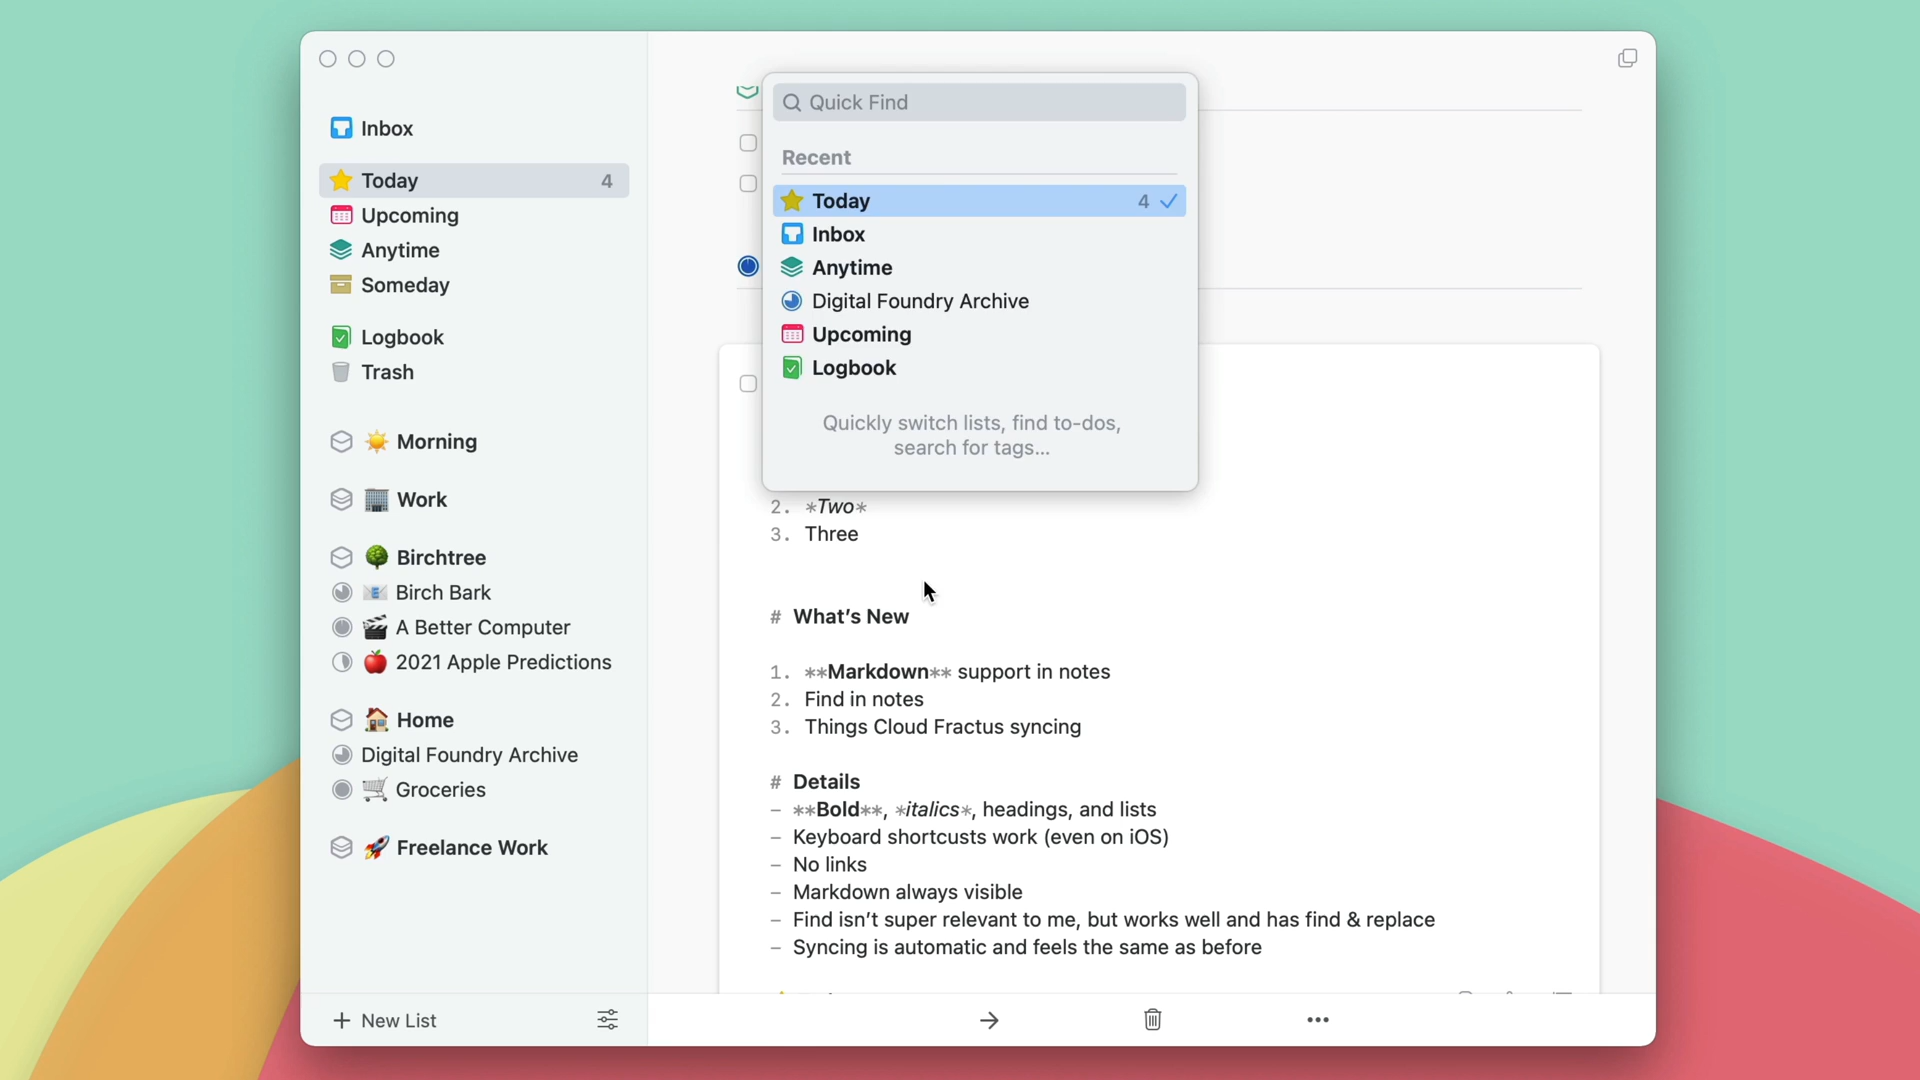 Inbox
Today 4
Upcoming
Anytime
Someday
Logbook
Trash
Morning
Work
Birchtree
Birch Bark
A Better Computer
2021 Apple Predictions
Home
Digital Foundry Archive
Groceries
Freelance Work
+ New List
Quick Find
Recent
Today 4
Inbox
Anytime
Digital Foundry Archive
Upcoming
Logbook
Quickly switch lists, find to-dos,
search for tags...
2. *Two*
3. Three
# What's New
1. **Markdown** support in notes
2. Find in notes
3. Things Cloud Fractus syncing
# Details
- **Bold**, *italics*, headings, and lists
- Keyboard shortcusts work (even on iOS)
- No links
- Markdown always visible
- Find isn't super relevant to me, but works well and has find & replace
- Syncing is automatic and feels the same as before